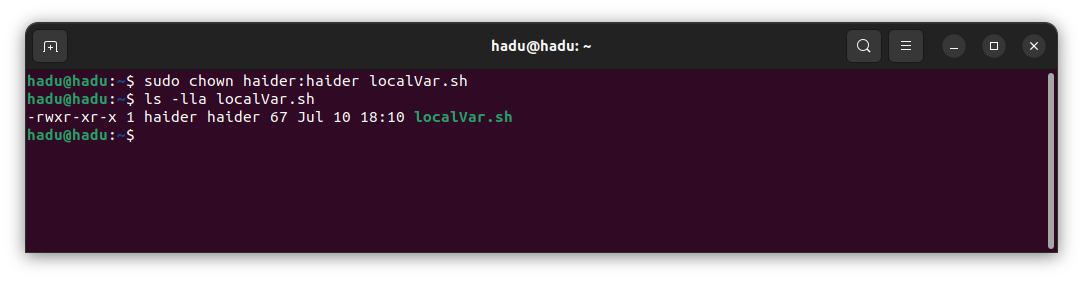 hadu@hadu: ~
hadu@hadu:~$ sudo chown haider:haider localVar.sh
hadu@hadu:~$ ls -lla localVar.sh
-rwxr-xr-x 1 haider haider 67 Jul 10 18:10 localVar.sh
hadu@hadu:~$